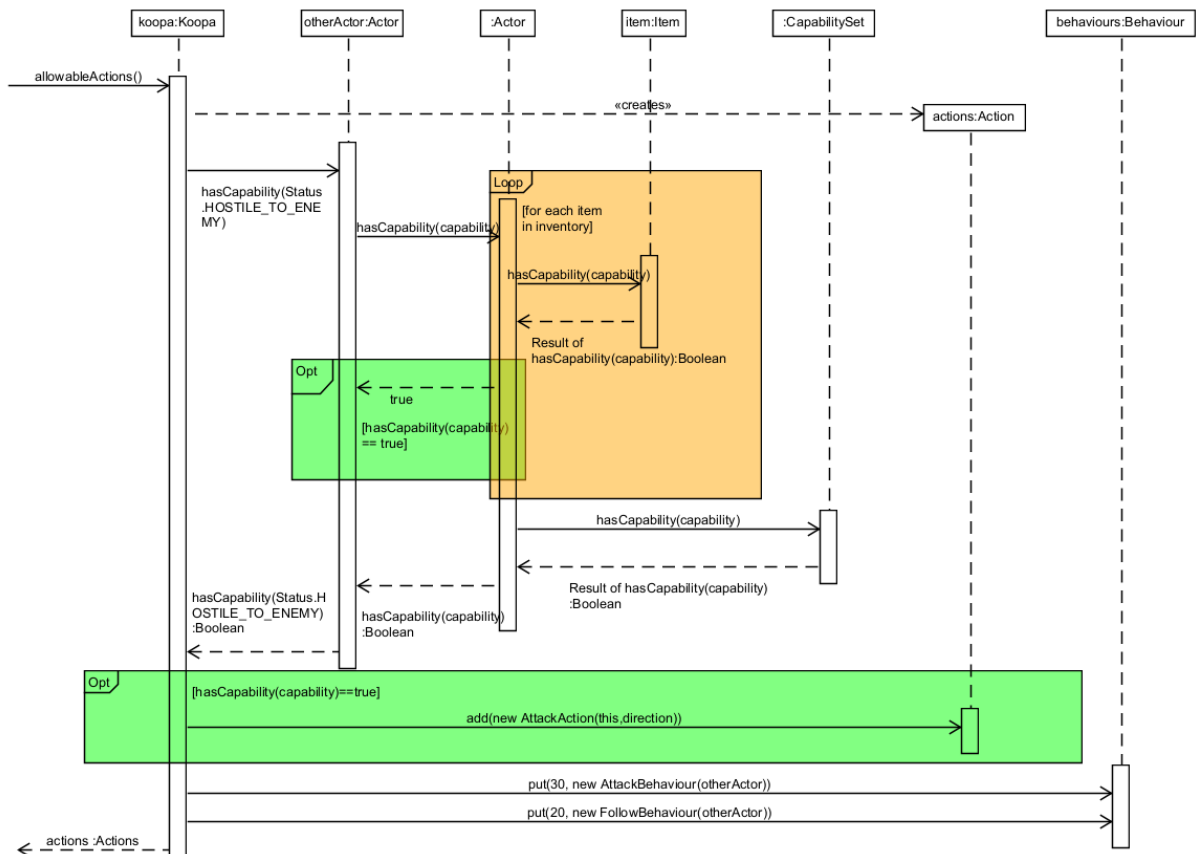 koopa:Koopa
otherActor:Actor
:Actor
item:Item
:CapabilitySet
behaviours:Behaviour
allowableActions()
«creates»
actions:Action
hasCapability(Status
.HOSTILE_TO_ENE
MY)
Loop
[for each item
in inventory]
hasCapability(capability)
hasCapability(capability)
Result of
hasCapability(capability):Boolean
Opt
true
[hasCapability(capability)
== true]
hasCapability(capability)
Result of hasCapability(capability)
:Boolean
hasCapability(Status.H
OSTILE_TO_ENEMY)
:Boolean
hasCapability(capability)
:Boolean
Opt
[hasCapability(capability)==true]
add(new AttackAction(this,direction))
put(30, new AttackBehaviour(otherActor))
put(20, new FollowBehaviour(otherActor))
actions :Actions